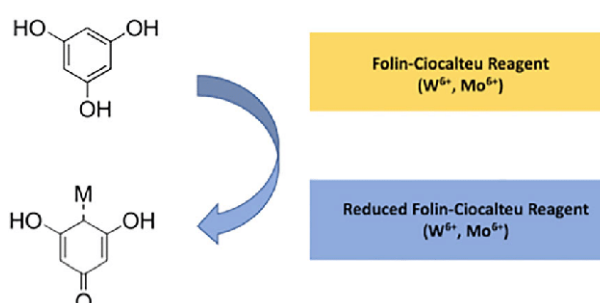 HO OH
OH
Folin-Ciocalteu Reagent
(W⁶⁺, Mo⁶⁺)
M
HO OH
O
Reduced Folin-Ciocalteu Reagent
(W⁶⁺, Mo⁶⁺)